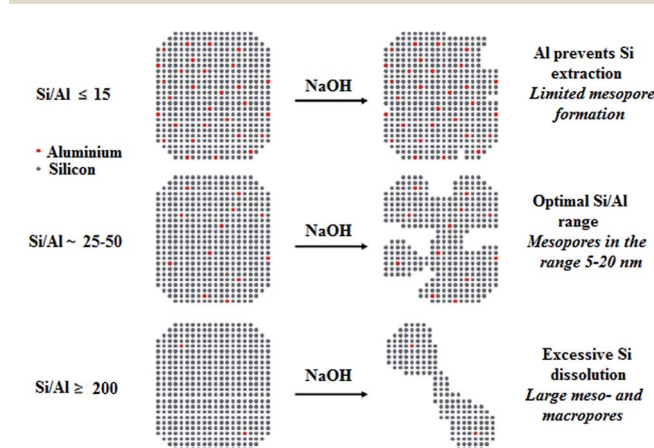 Si/Al ≤ 15
NaOH
Al prevents Si
extraction
Limited mesopore
formation
• Aluminium
• Silicon
Si/Al ~ 25-50
NaOH
Optimal Si/Al
range
Mesopores in the
range 5-20 nm
Si/Al ≥ 200
NaOH
Excessive Si
dissolution
Large meso- and
macropores